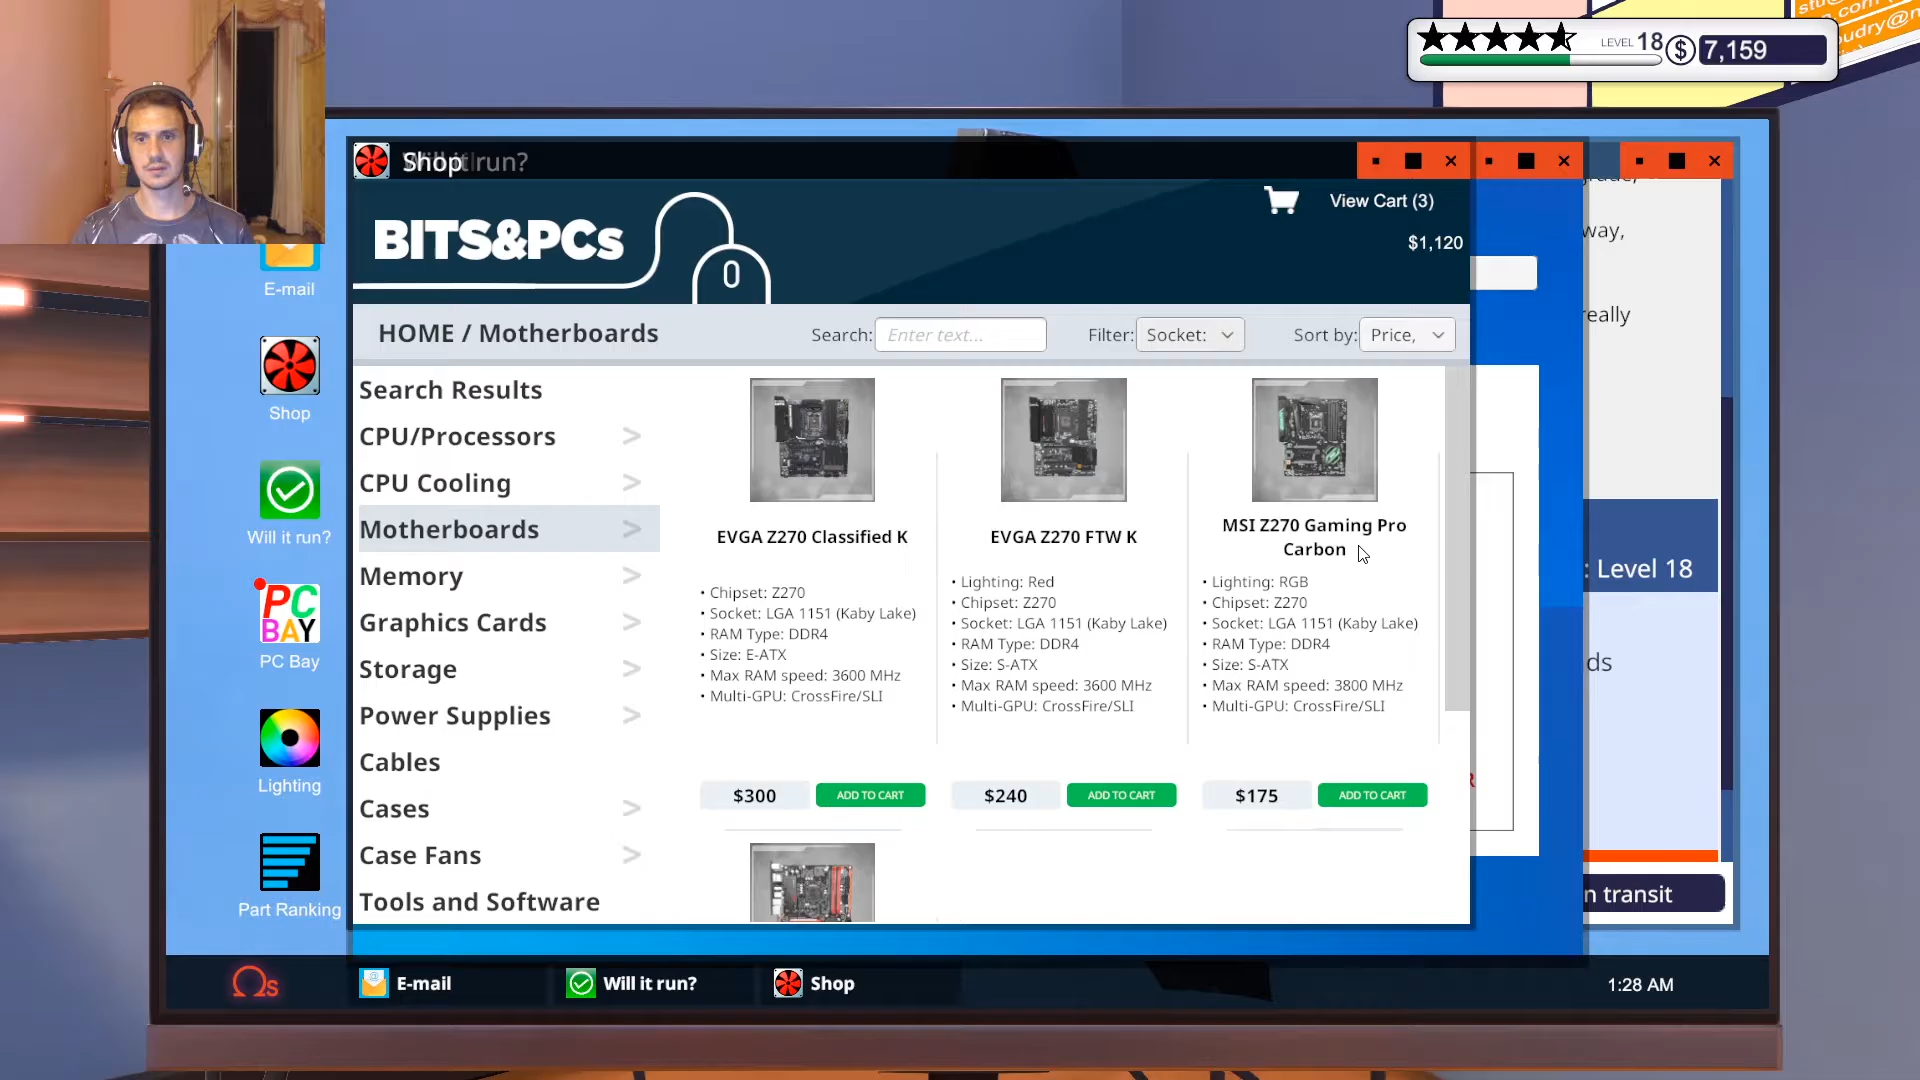 LEVEL 18 $ 7,159
Shop
Will it run?
View Cart (3)
$1,120
BITS&PCs
HOME / Motherboards
Search: Enter text...
Filter: Socket:
Sort by: Price,
Search Results
CPU/Processors >
CPU Cooling >
Motherboards >
Memory >
Graphics Cards >
Storage >
Power Supplies >
Cables
Cases >
Case Fans >
Tools and Software
EVGA Z270 Classified K
• Chipset: Z270
• Socket: LGA 1151 (Kaby Lake)
• RAM Type: DDR4
• Size: E-ATX
• Max RAM speed: 3600 MHz
• Multi-GPU: CrossFire/SLI
$300 ADD TO CART
EVGA Z270 FTW K
• Lighting: Red
• Chipset: Z270
• Socket: LGA 1151 (Kaby Lake)
• RAM Type: DDR4
• Size: S-ATX
• Max RAM speed: 3600 MHz
• Multi-GPU: CrossFire/SLI
$240 ADD TO CART
MSI Z270 Gaming Pro
Carbon
• Lighting: RGB
• Chipset: Z270
• Socket: LGA 1151 (Kaby Lake)
• RAM Type: DDR4
• Size: S-ATX
• Max RAM speed: 3800 MHz
• Multi-GPU: CrossFire/SLI
$175 ADD TO CART
E-mail
Shop
Will it run?
PC BAY
PC Bay
Lighting
Part Ranking
way,
really
: Level 18
ds
n transit
Ωs
E-mail
Will it run?
Shop
1:28 AM